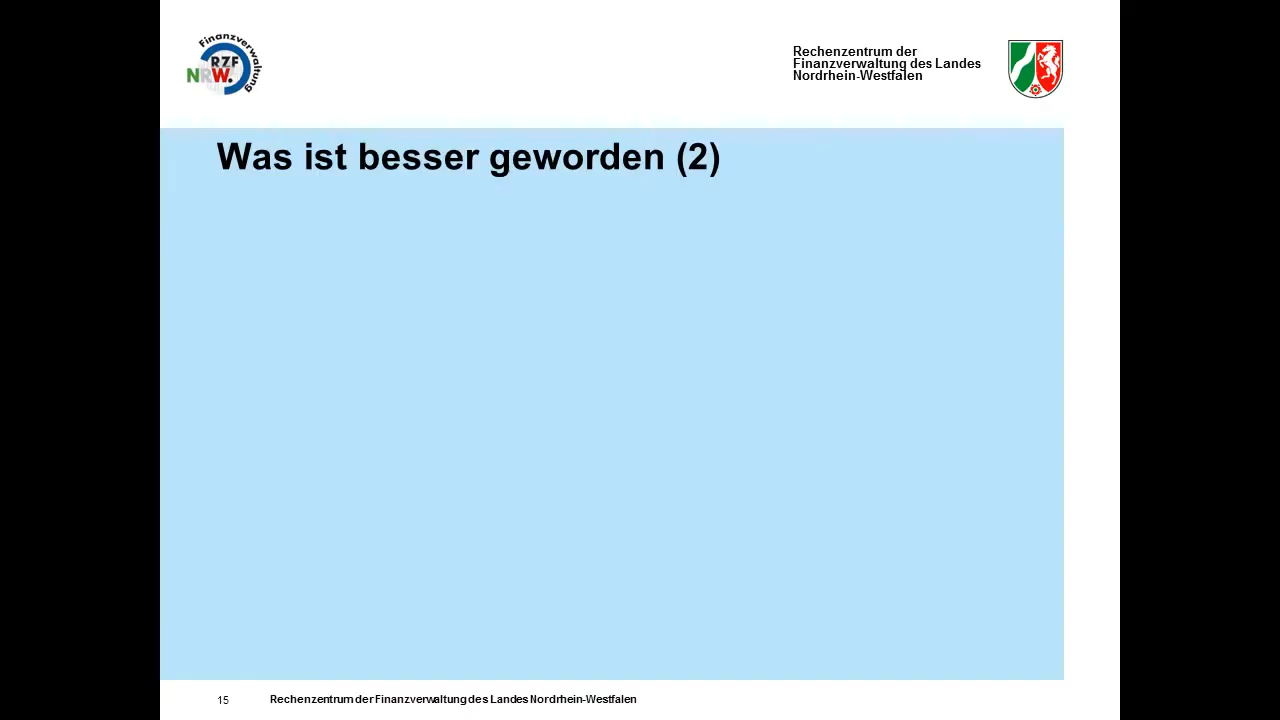 Finanzverwaltung
RZF
NRW.
Rechenzentrum der
Finanzverwaltung des Landes
Nordrhein-Westfalen
Was ist besser geworden (2)
15 Rechenzentrum der Finanzverwaltung des Landes Nordrhein-Westfalen